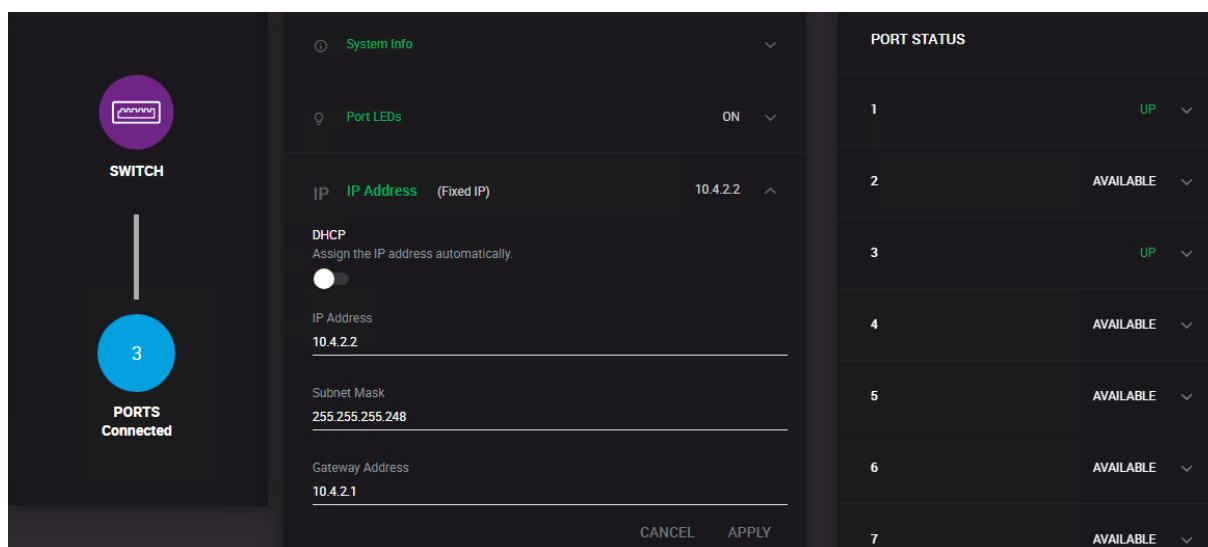 SWITCH
3
PORTS
Connected
System Info
Port LEDs ON
IP IP Address (Fixed IP) 10.4.2.2
DHCP
Assign the IP address automatically.
IP Address
10.4.2.2
Subnet Mask
255.255.255.248
Gateway Address
10.4.2.1
CANCEL APPLY
PORT STATUS
1 UP
2 AVAILABLE
3 UP
4 AVAILABLE
5 AVAILABLE
6 AVAILABLE
7 AVAILABLE